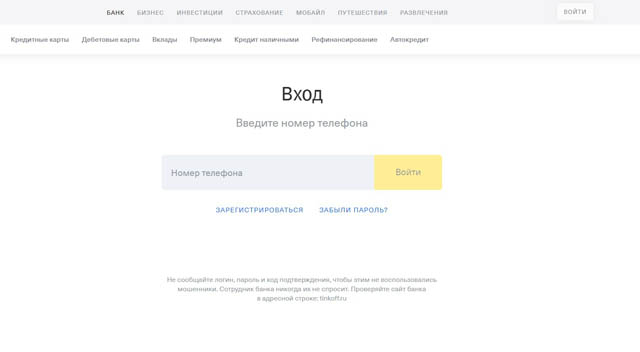 БАНК БИЗНЕС ИНВЕСТИЦИИ СТРАХОВАНИЕ МОБАЙЛ ПУТЕШЕСТВИЯ РАЗВЛЕЧЕНИЯ ВОЙТИ
Кредитные карты Дебетовые карты Вклады Премиум Кредит наличными Рефинансирование Автокредит
Вход
Введите номер телефона
Номер телефона Войти
ЗАРЕГИСТРИРОВАТЬСЯ ЗАБЫЛИ ПАРОЛЬ?
Не сообщайте логин, пароль и код подтверждения, чтобы этим не воспользовались
мошенники. Сотрудник банка никогда их не спросит. Проверяйте сайт банка
в адресной строке: tinkoff.ru